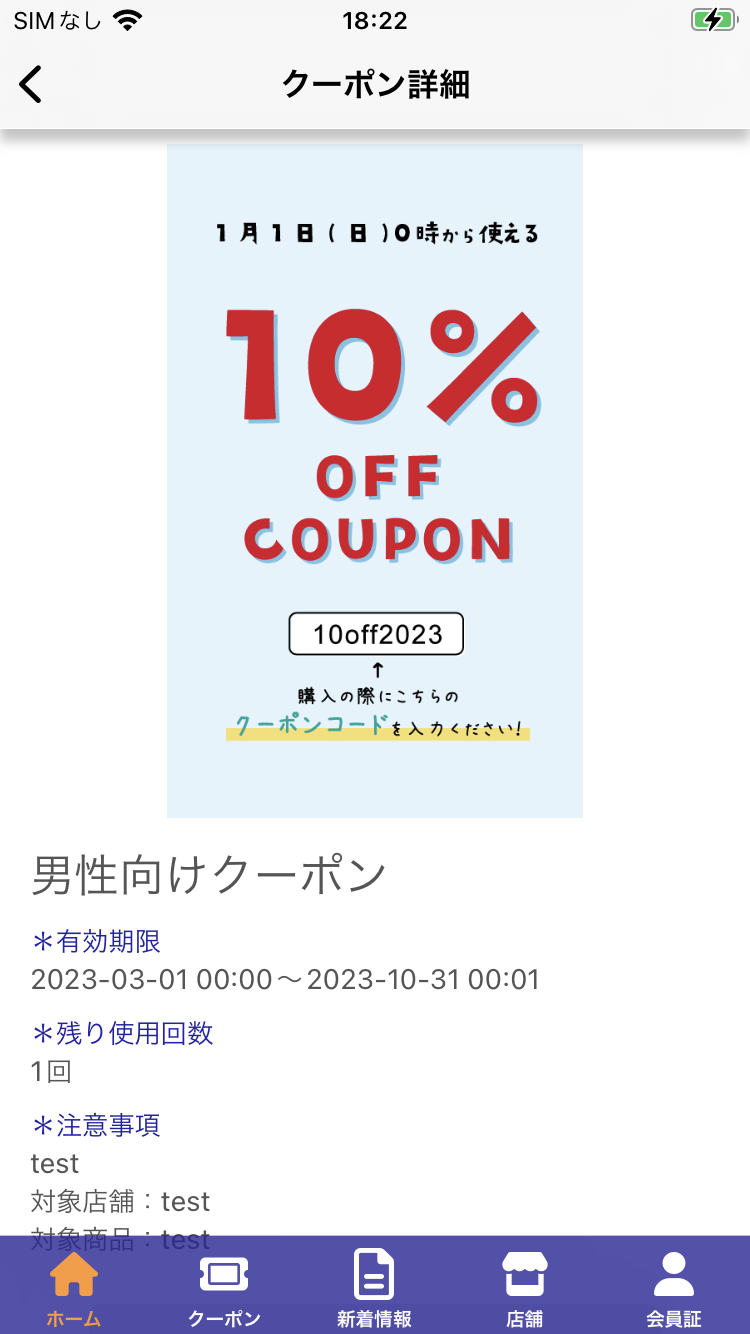 SIMなし 18:22
クーポン詳細
1月1日(日)0時から使える
10%
OFF
COUPON
10off2023
↑
購入の際にこちらの
クーポンコードを入力ください!
男性向けクーポン
＊有効期限
2023-03-01 00:00～2023-10-31 00:01
＊残り使用回数
1回
＊注意事項
test
対象店舗：test
対象商品：test
ホーム クーポン 新着情報 店舗 会員証